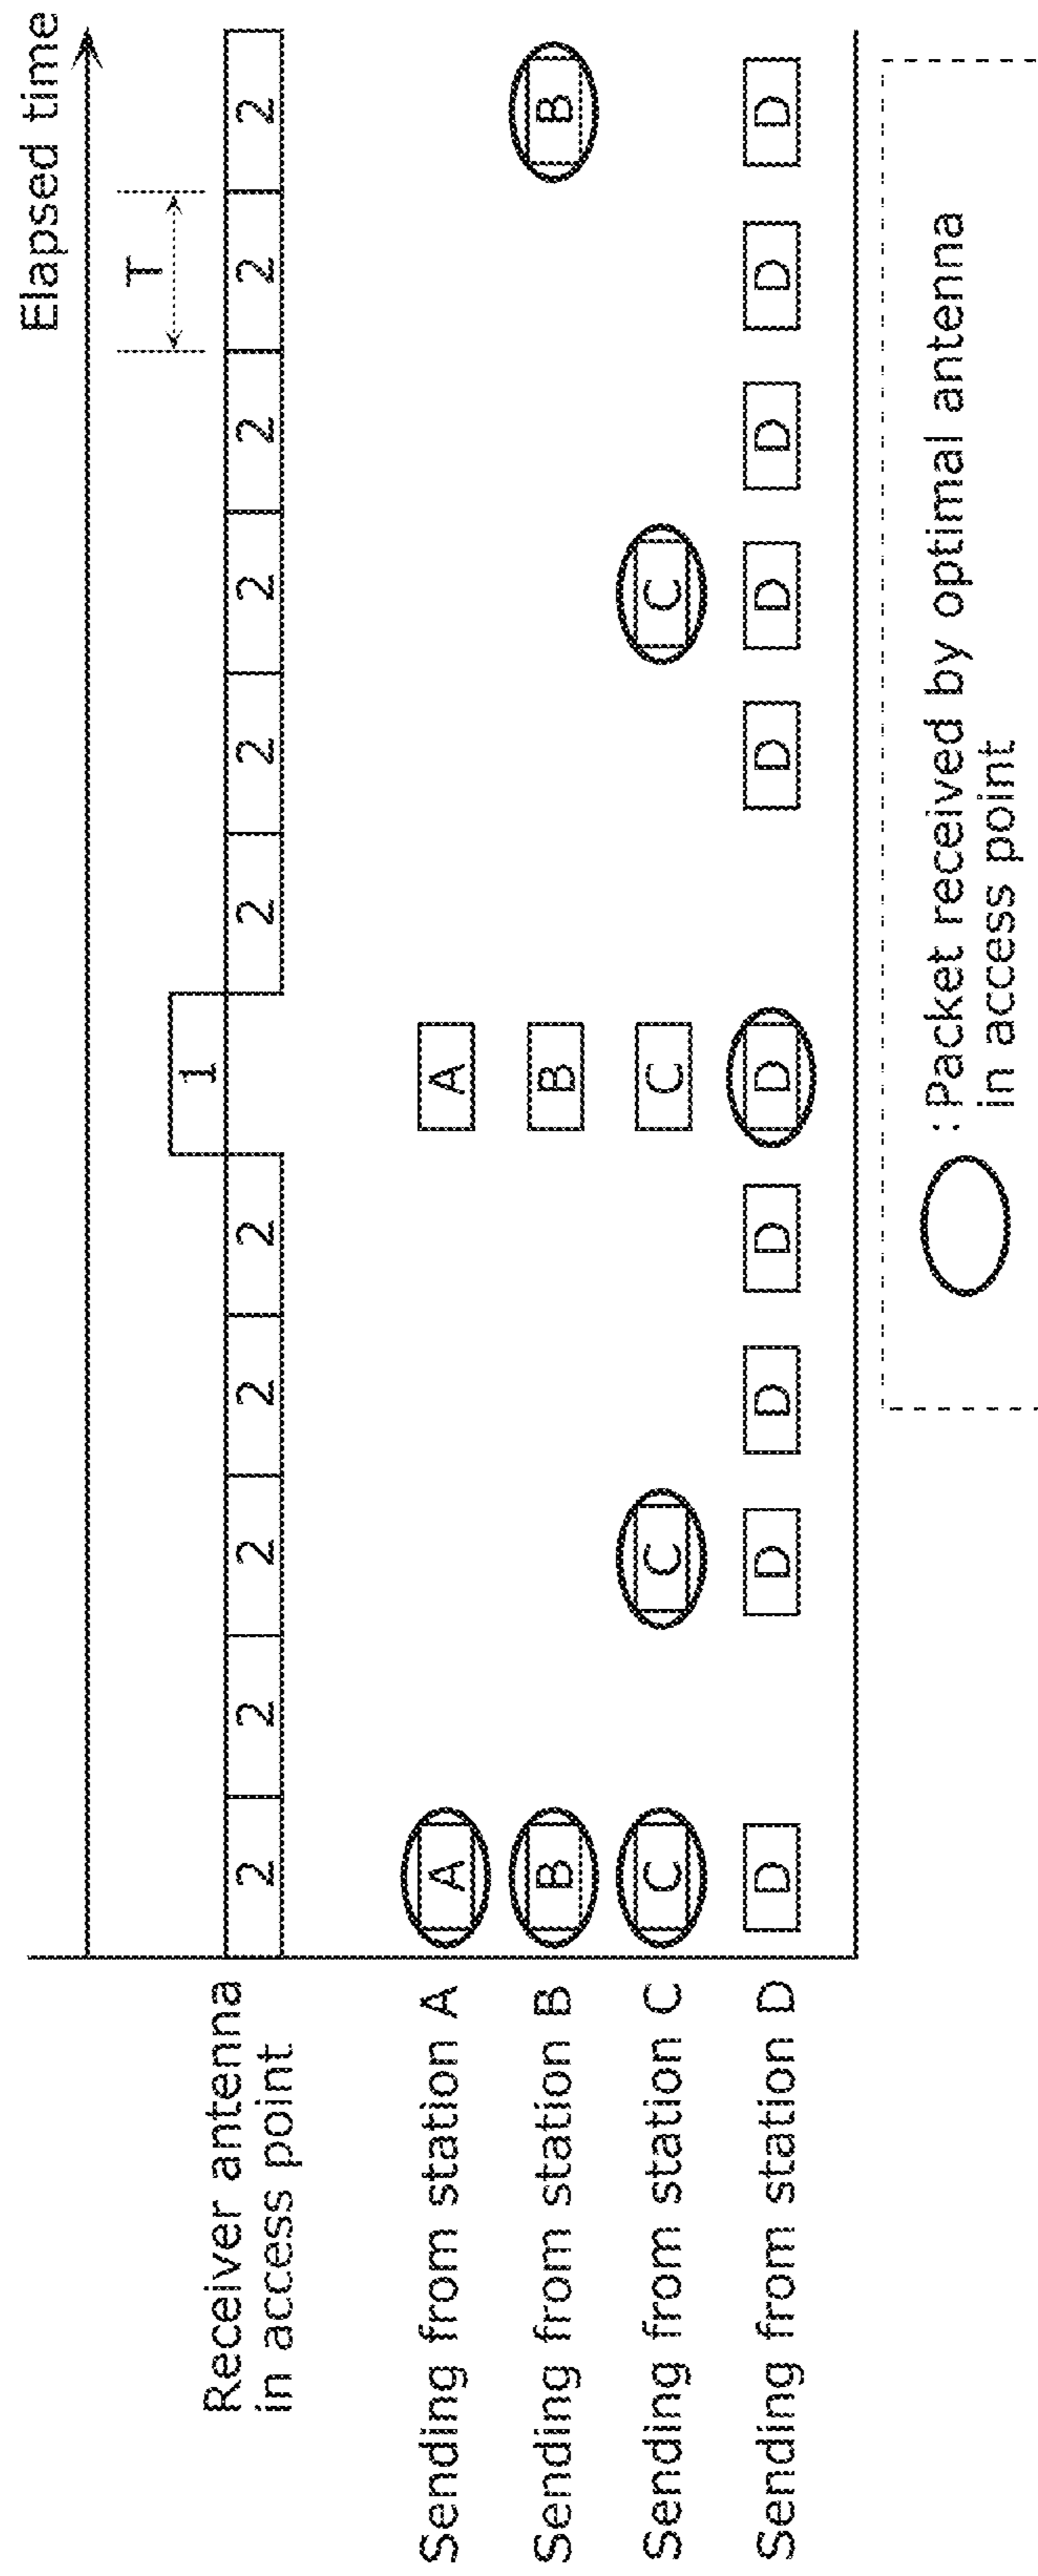 Elapsed time
T
Receiver antenna
in access point
2 2 2 2 2 1 2 2 2 2 2 2
Sending from station A A A
Sending from station B B B B
Sending from station C C C C C
Sending from station D D D D D D D D D D D
: Packet received by optimal antenna
in access point